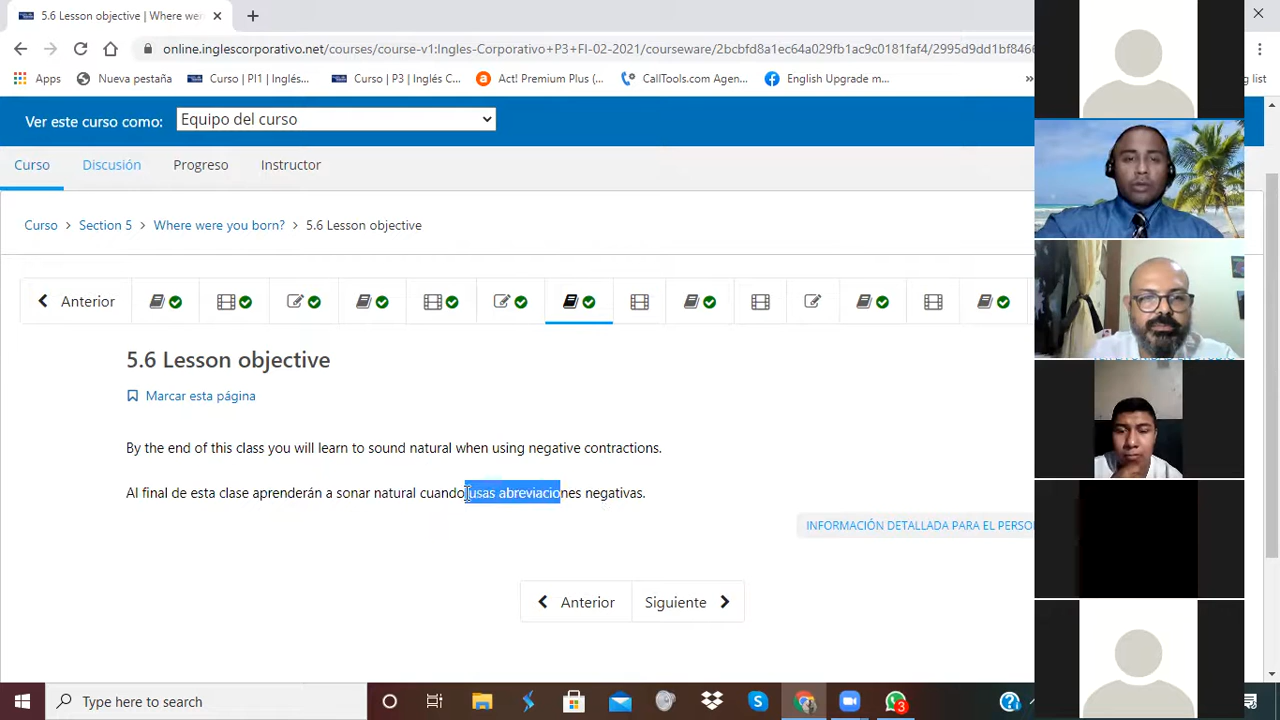 5.6 Lesson objective | Where we
online.inglescorporativo.net/courses/course-v1:Ingles-Corporativo+P3+FI-02-2021/courseware/2bcbfd8a1ec64a029fb1ac9c0181faf4/2995d9dd1bf8466
Apps Nueva pestaña Curso | PI1 | Inglés... Curso | P3 | Inglés C... Act! Premium Plus (... CallTools.com Agen... English Upgrade m... » g list
Ver este curso como: Equipo del curso
Curso Discusión Progreso Instructor
Curso > Section 5 > Where were you born? > 5.6 Lesson objective
Anterior
5.6 Lesson objective
Marcar esta página
By the end of this class you will learn to sound natural when using negative contractions.
Al final de esta clase aprenderán a sonar natural cuando usas abreviaciones negativas.
INFORMACIÓN DETALLADA PARA EL PERSO
Anterior Siguiente
Type here to search
3